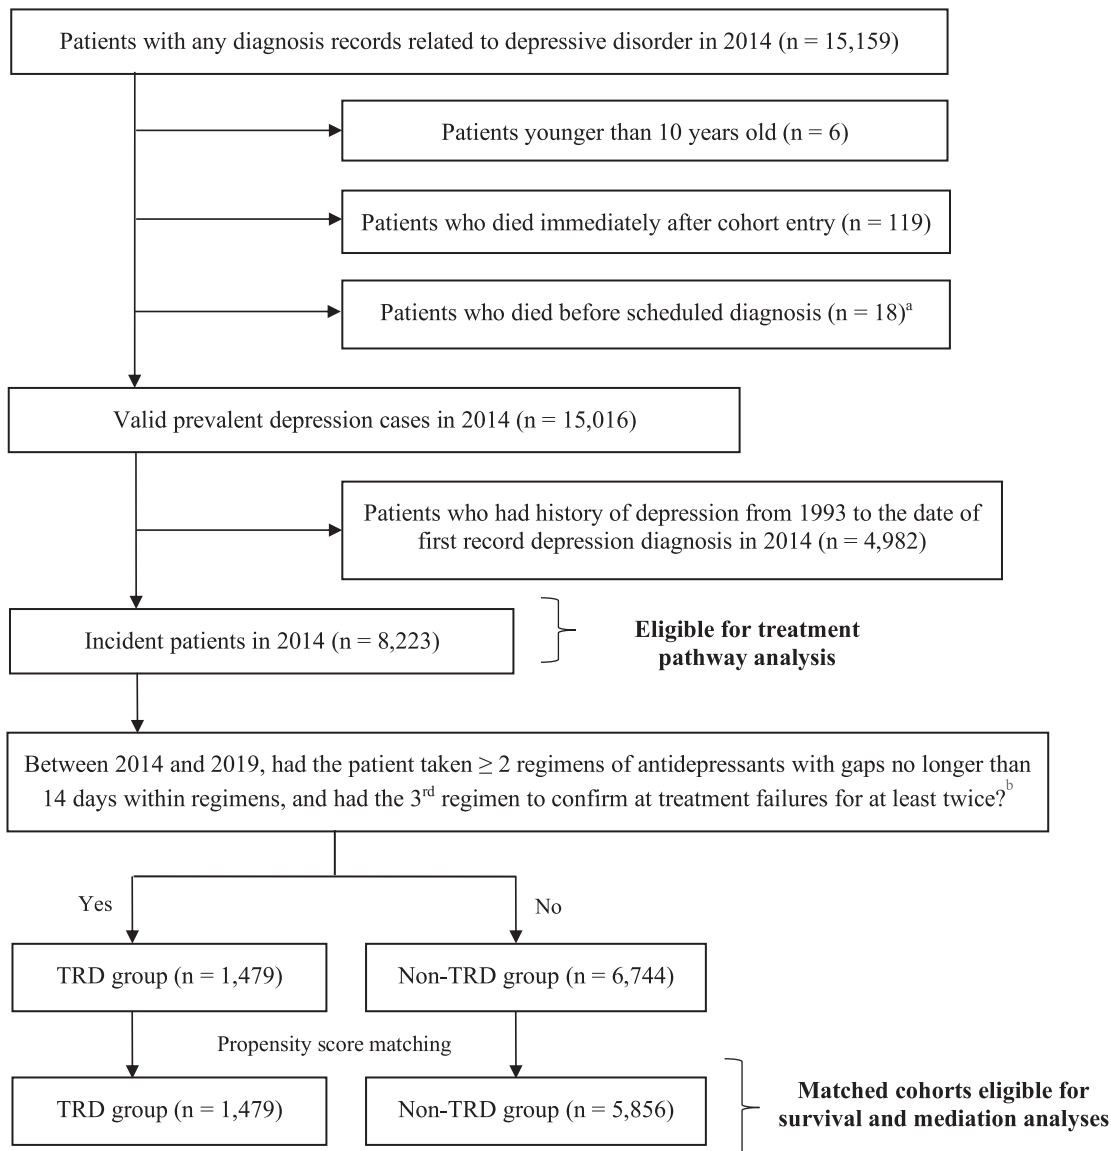 Patients with any diagnosis records related to depressive disorder in 2014 (n = 15,159)
Patients younger than 10 years old (n = 6)
Patients who died immediately after cohort entry (n = 119)
Patients who died before scheduled diagnosis (n = 18)a
Valid prevalent depression cases in 2014 (n = 15,016)
Patients who had history of depression from 1993 to the date of
first record depression diagnosis in 2014 (n = 4,982)
Incident patients in 2014 (n = 8,223)
Eligible for treatment
pathway analysis
Between 2014 and 2019, had the patient taken ≥ 2 regimens of antidepressants with gaps no longer than
14 days within regimens, and had the 3rd regimen to confirm at treatment failures for at least twice?b
Yes
No
TRD group (n = 1,479)
Non-TRD group (n = 6,744)
Propensity score matching
TRD group (n = 1,479)
Non-TRD group (n = 5,856)
Matched cohorts eligible for
survival and mediation analyses